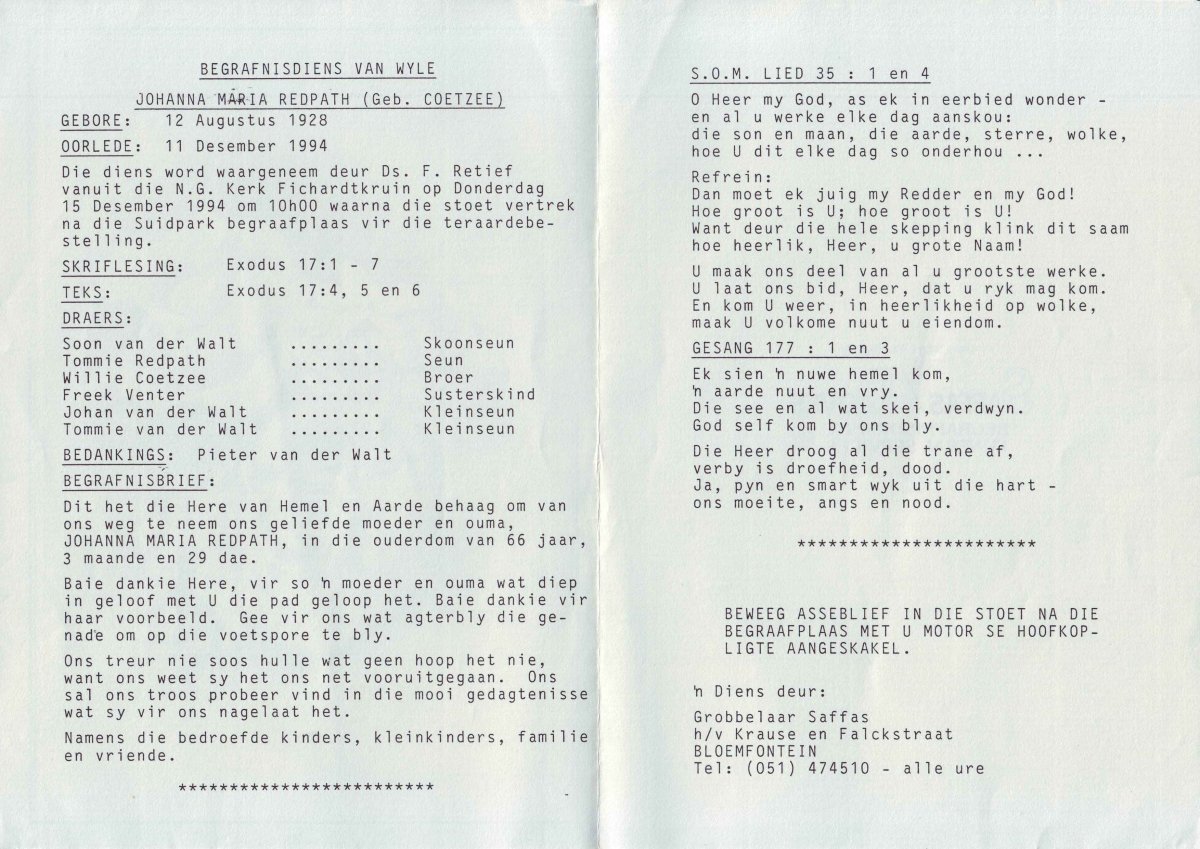 BEGRAFNISDIENS VAN WYLE
JOHANNA MARIA REDPATH (Geb. COETZEE)
GEBORE: 12 Augustus 1928
OORLEDE: 11 Desember 1994
Die diens word waargeneem deur Ds. F. Retief
vanuit die N.G. Kerk Fichardtkruin op Donderdag
15 Desember 1994 om 10h00 waarna die stoet vertrek
na die Suidpark begraafplaas vir die teraardebe-
stelling.
SKRIFLESING: Exodus 17:1 - 7
TEKS: Exodus 17:4, 5 en 6
DRAERS:
Soon van der Walt ......... Skoonseun
Tommie Redpath ......... Seun
Willie Coetzee ......... Broer
Freek Venter ......... Susterskind
Johan van der Walt ......... Kleinseun
Tommie van der Walt ......... Kleinseun
BEDANKINGS: Pieter van der Walt
BEGRAFNISBRIEF:
Dit het die Here van Hemel en Aarde behaag om van
ons weg te neem ons geliefde moeder en ouma,
JOHANNA MARIA REDPATH, in die ouderdom van 66 jaar,
3 maande en 29 dae.
Baie dankie Here, vir so 'n moeder en ouma wat diep
in geloof met U die pad geloop het. Baie dankie vir
haar voorbeeld. Gee vir ons wat agterbly die ge-
nade om op die voetspore te bly.
Ons treur nie soos hulle wat geen hoop het nie,
want ons weet sy het ons net vooruitgegaan. Ons
sal ons troos probeer vind in die mooi gedagtenisse
wat sy vir ons nagelaat het.
Namens die bedroefde kinders, kleinkinders, familie
en vriende.
*************************
S.O.M. LIED 35 : 1 en 4
O Heer my God, as ek in eerbied wonder -
en al u werke elke dag aanskou:
die son en maan, die aarde, sterre, wolke,
hoe U dit elke dag so onderhou ...
Refrein:
Dan moet ek juig my Redder en my God!
Hoe groot is U; hoe groot is U!
Want deur die hele skepping klink dit saam
hoe heerlik, Heer, u grote Naam!
U maak ons deel van al u grootste werke.
U laat ons bid, Heer, dat u ryk mag kom.
En kom U weer, in heerlikheid op wolke,
maak U volkome nuut u eiendom.
GESANG 177 : 1 en 3
Ek sien 'n nuwe hemel kom,
'n aarde nuut en vry.
Die see en al wat skei, verdwyn.
God self kom by ons bly.
Die Heer droog al die trane af,
verby is droefheid, dood.
Ja, pyn en smart wyk uit die hart -
ons moeite, angs en nood.
************************
BEWEEG ASSEBLIEF IN DIE STOET NA DIE
BEGRAAFPLAAS MET U MOTOR SE HOOFKOP-
LIGTE AANGESKAKEL.
'n Diens deur:
Grobbelaar Saffas
h/v Krause en Falckstraat
BLOEMFONTEIN
Tel: (051) 474510 - alle ure